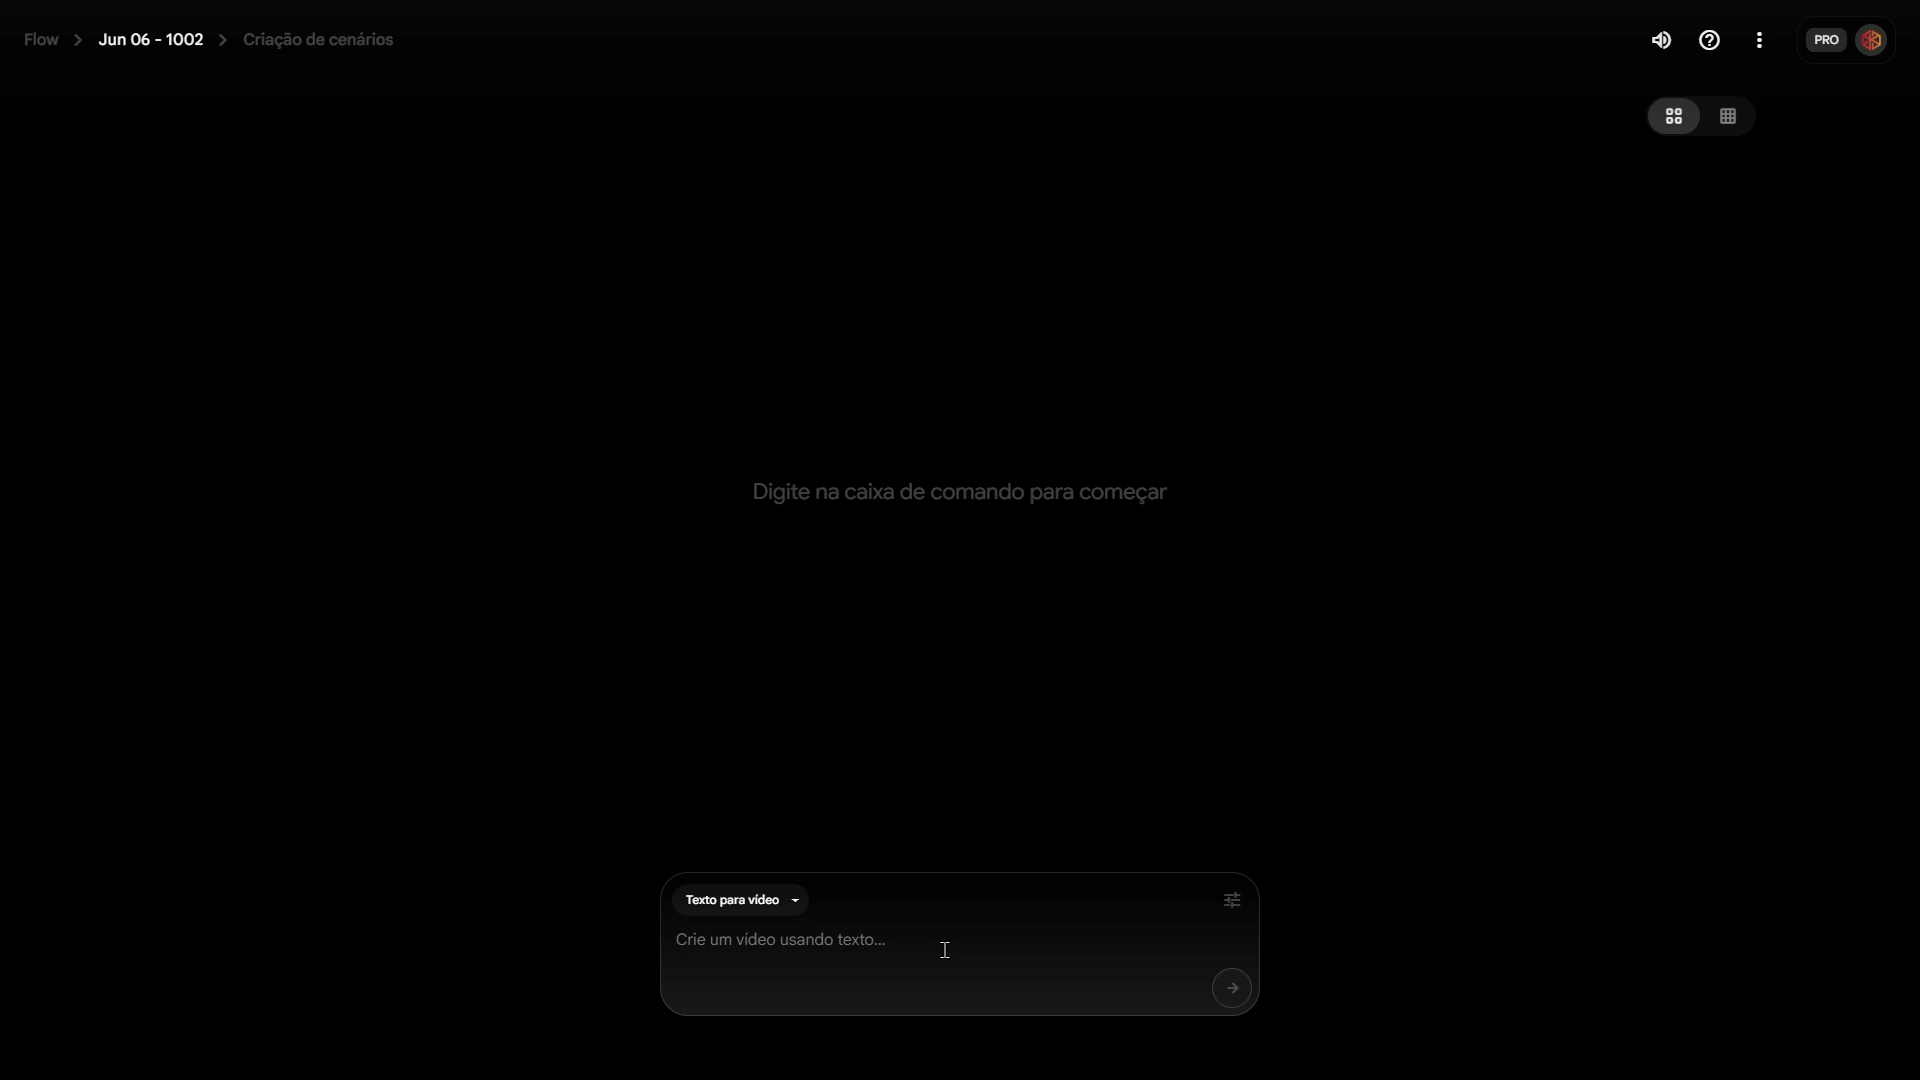 Flow > Jun 06 - 1002 > Criação de cenários
PRO
Digite na caixa de comando para começar
Texto para vídeo
Crie um vídeo usando texto...